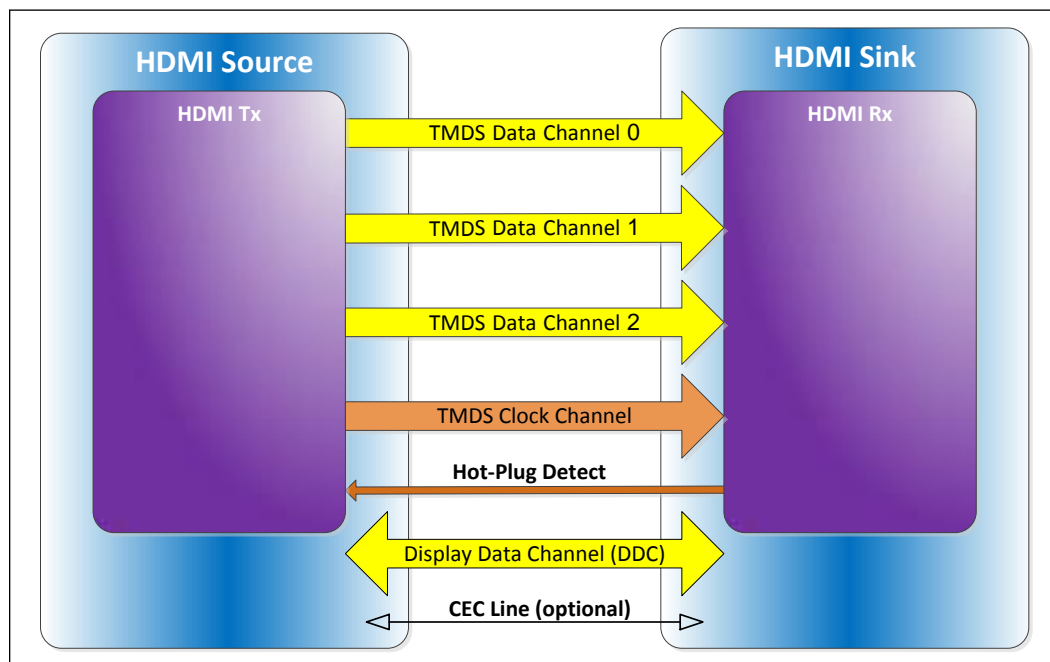 HDMI Source
HDMI Sink
HDMI Tx
HDMI Rx
TMDS Data Channel 0
TMDS Data Channel 1
TMDS Data Channel 2
TMDS Clock Channel
Hot-Plug Detect
Display Data Channel (DDC)
CEC Line (optional)